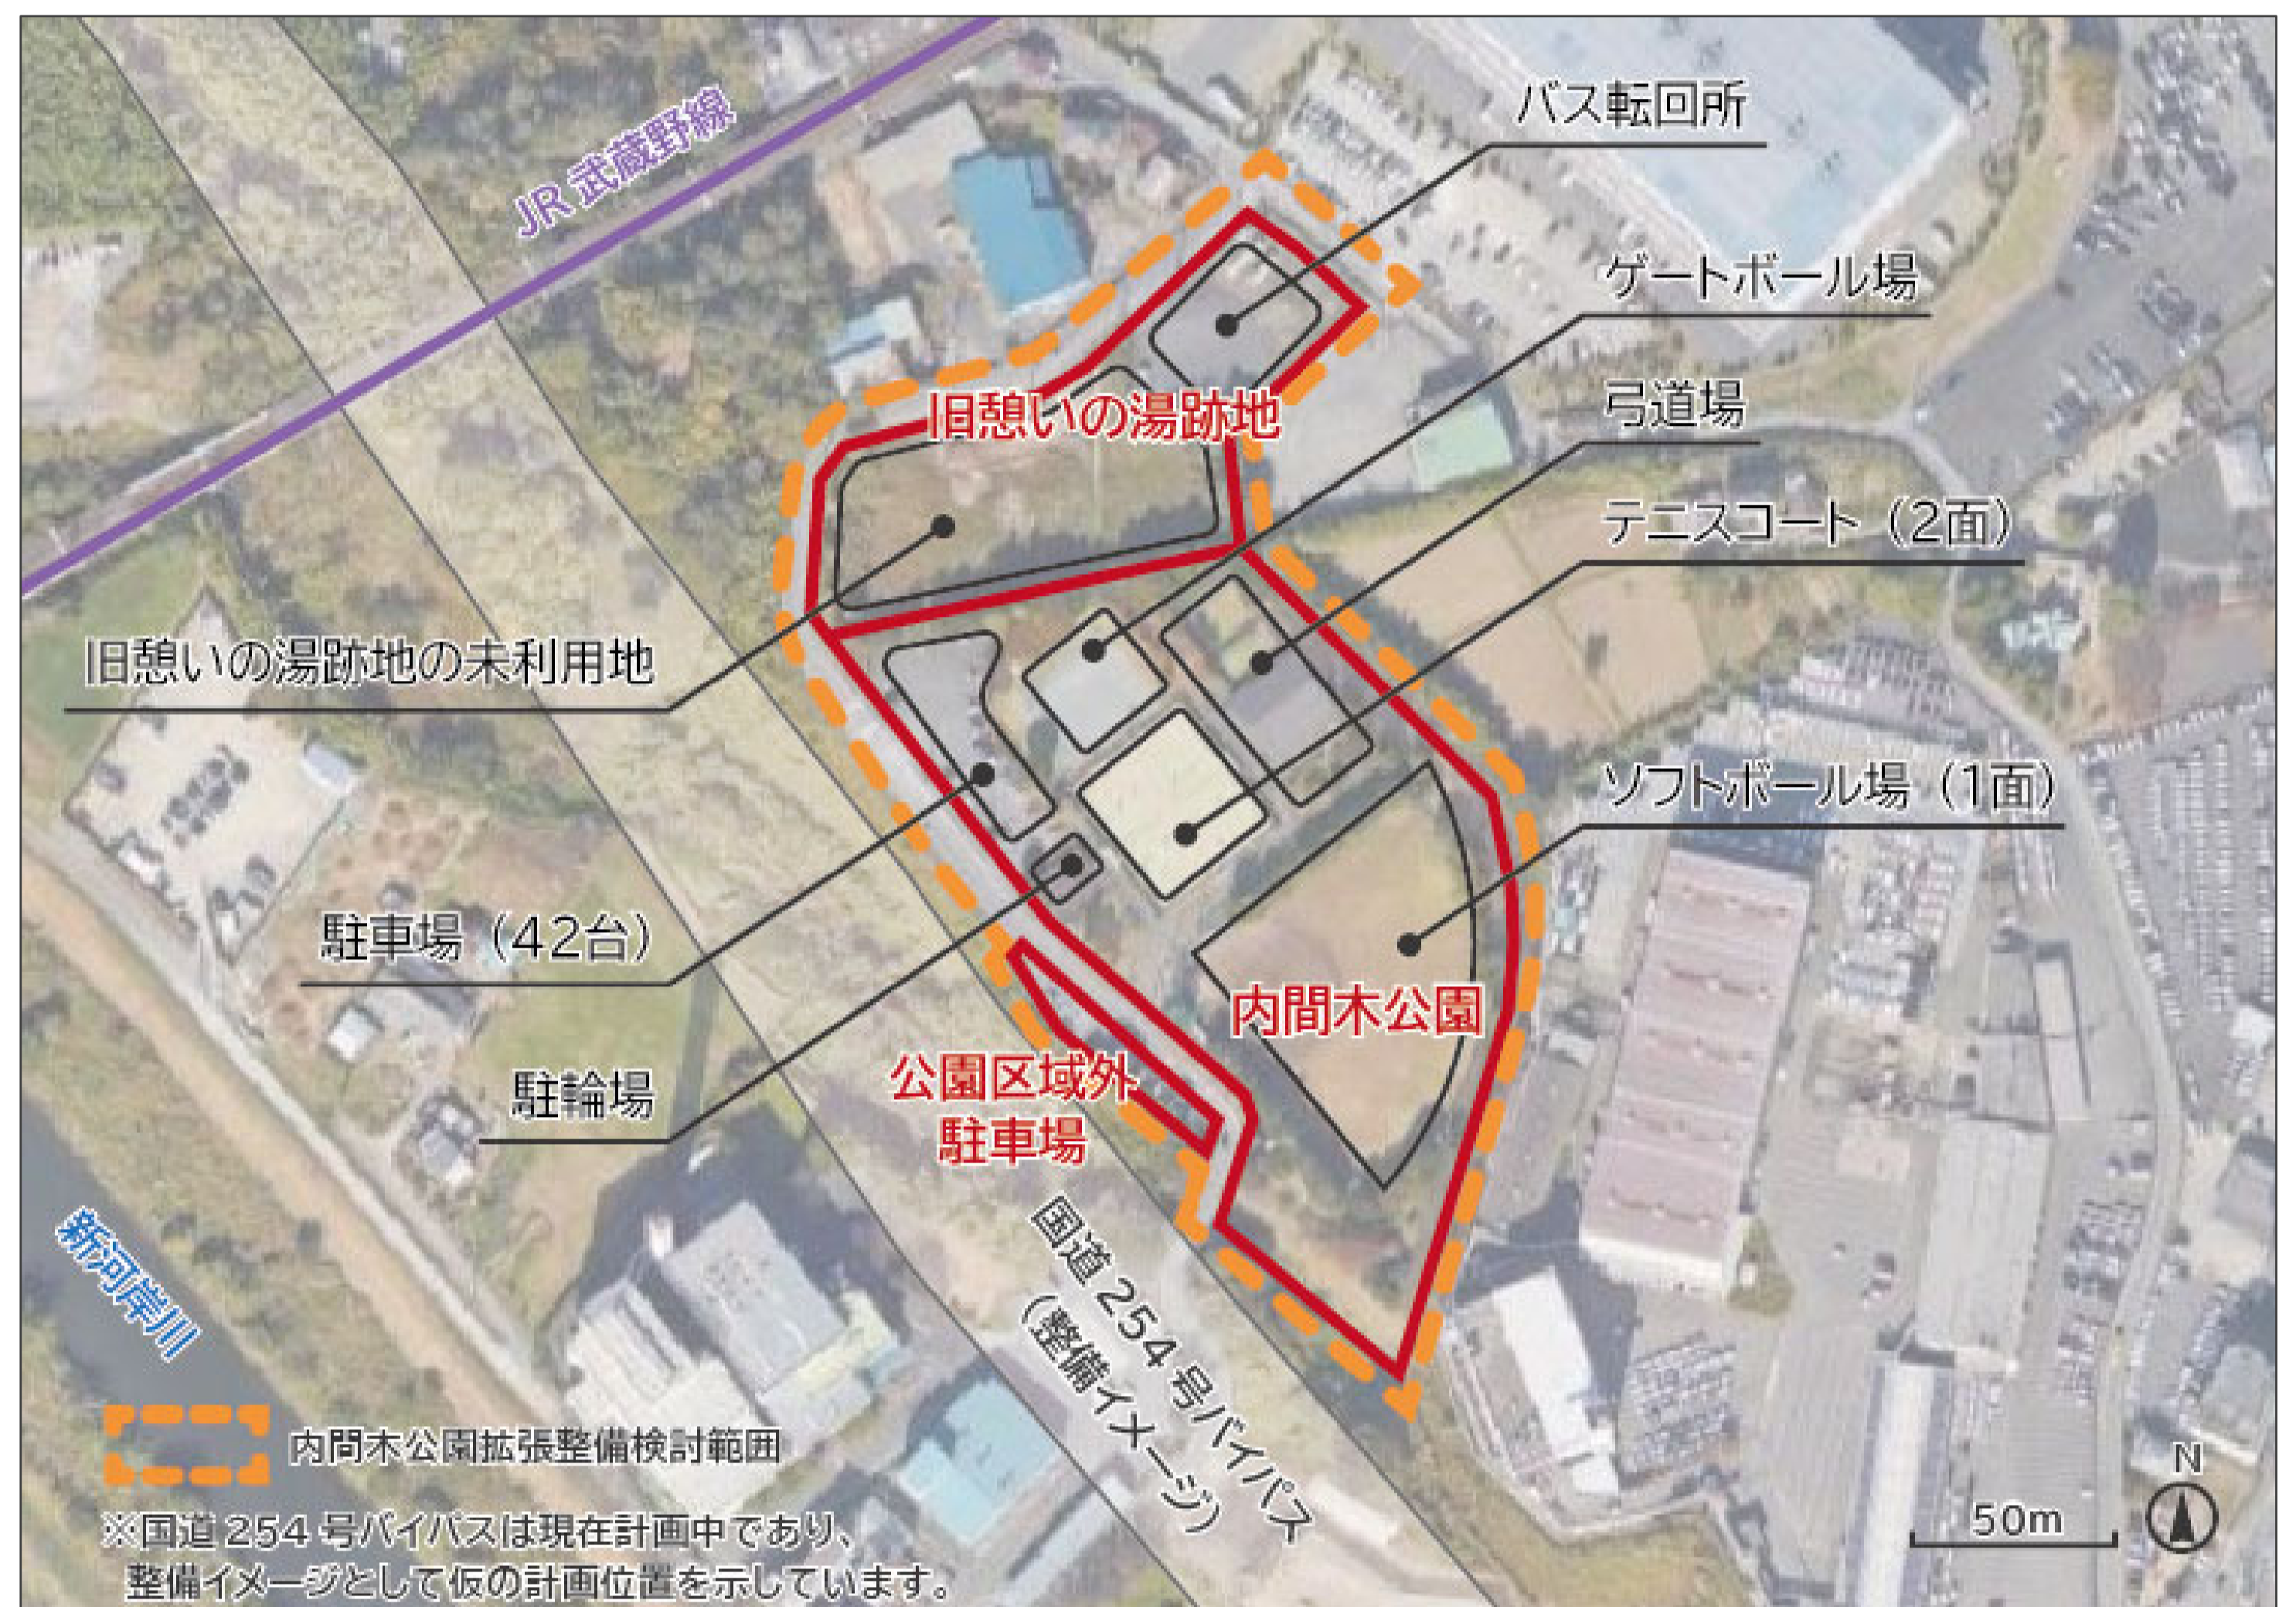 バス転回所
JR 武蔵野線
ゲートボール場
弓道場
旧憩いの湯跡地
テニスコート（2面）
旧憩いの湯跡地の未利用地
ソフトボール場（1面）
駐車場（42台）
内間木公園
公園区域外
駐車場
駐輪場
国道 254 号バイパス
（整備イメージ）
新河岸川
内間木公園拡張整備検討範囲
※国道 254 号バイパスは現在計画中であり、
整備イメージとして仮の計画位置を示しています。
50m
N